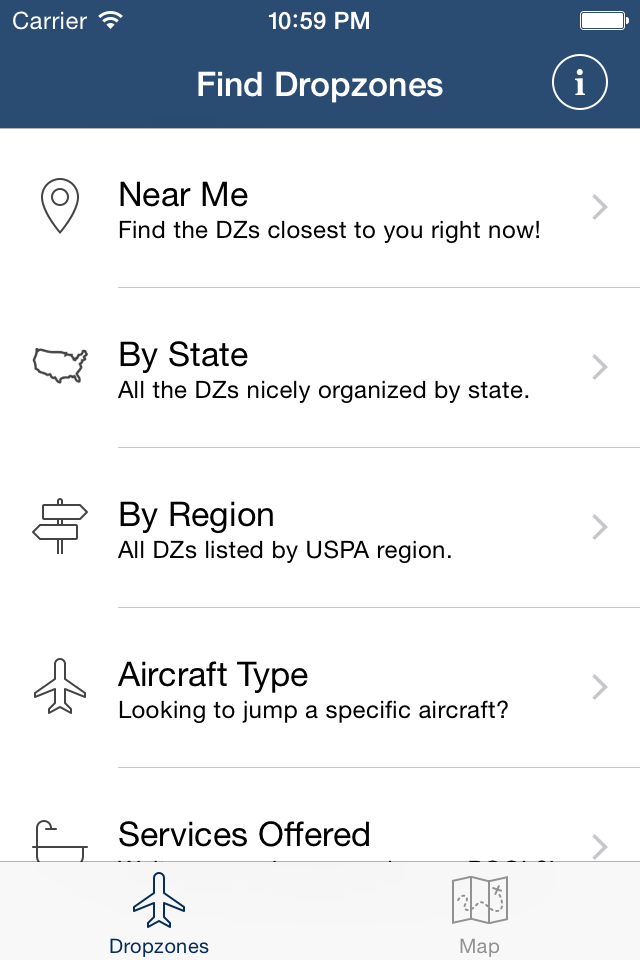 Carrier 10:59 PM
Find Dropzones i
Near Me
Find the DZs closest to you right now!
By State
All the DZs nicely organized by state.
By Region
All DZs listed by USPA region.
Aircraft Type
Looking to jump a specific aircraft?
Services Offered
Dropzones Map